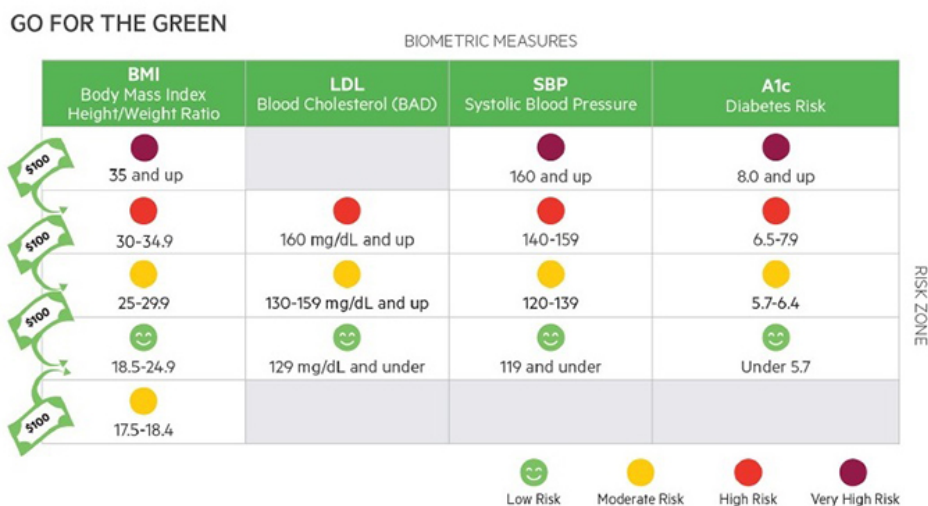 GO FOR THE GREEN
BIOMETRIC MEASURES
BMI
Body Mass Index
Height/Weight Ratio
LDL
Blood Cholesterol (BAD)
SBP
Systolic Blood Pressure
A1c
Diabetes Risk
$100
35 and up
160 and up
8.0 and up
$100
30-34.9
160 mg/dL and up
140-159
6.5-7.9
$100
25-29.9
130-159 mg/dL and up
120-139
5.7-6.4
18.5-24.9
129 mg/dL and under
119 and under
Under 5.7
$100
17.5-18.4
RISK ZONE
Low Risk
Moderate Risk
High Risk
Very High Risk